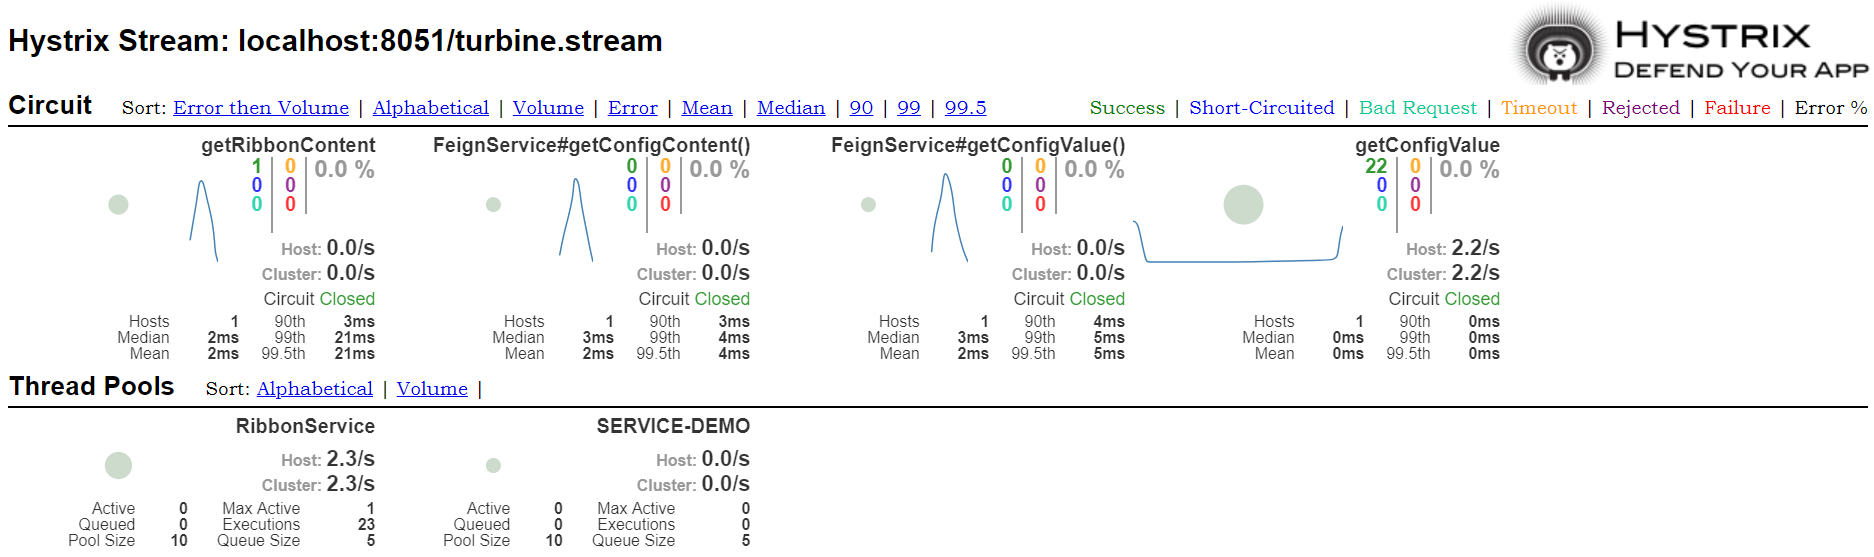 Hystrix Stream: localhost:8051/turbine.stream
HYSTRIX
DEFEND YOUR APP
Circuit Sort: Error then Volume | Alphabetical | Volume | Error | Mean | Median | 90 | 99 | 99.5 Success | Short-Circuited | Bad Request | Timeout | Rejected | Failure | Error %
getRibbonContent
1 0 0.0 %
0 0
0 0
Host: 0.0/s
Cluster: 0.0/s
Circuit Closed
Hosts 1 90th 3ms
Median 2ms 99th 21ms
Mean 2ms 99.5th 21ms
FeignService#getConfigContent()
0 0 0.0 %
0 0
0 0
Host: 0.0/s
Cluster: 0.0/s
Circuit Closed
Hosts 1 90th 3ms
Median 3ms 99th 4ms
Mean 2ms 99.5th 4ms
FeignService#getConfigValue()
0 0 0.0 %
0 0
0 0
Host: 0.0/s
Cluster: 0.0/s
Circuit Closed
Hosts 1 90th 4ms
Median 3ms 99th 5ms
Mean 2ms 99.5th 5ms
getConfigValue
22 0 0.0 %
0 0
0 0
Host: 2.2/s
Cluster: 2.2/s
Circuit Closed
Hosts 1 90th 0ms
Median 0ms 99th 0ms
Mean 0ms 99.5th 0ms
Thread Pools Sort: Alphabetical | Volume |
RibbonService
Host: 2.3/s
Cluster: 2.3/s
Active 0 Max Active 1
Queued 0 Executions 23
Pool Size 10 Queue Size 5
SERVICE-DEMO
Host: 0.0/s
Cluster: 0.0/s
Active 0 Max Active 0
Queued 0 Executions 0
Pool Size 10 Queue Size 5